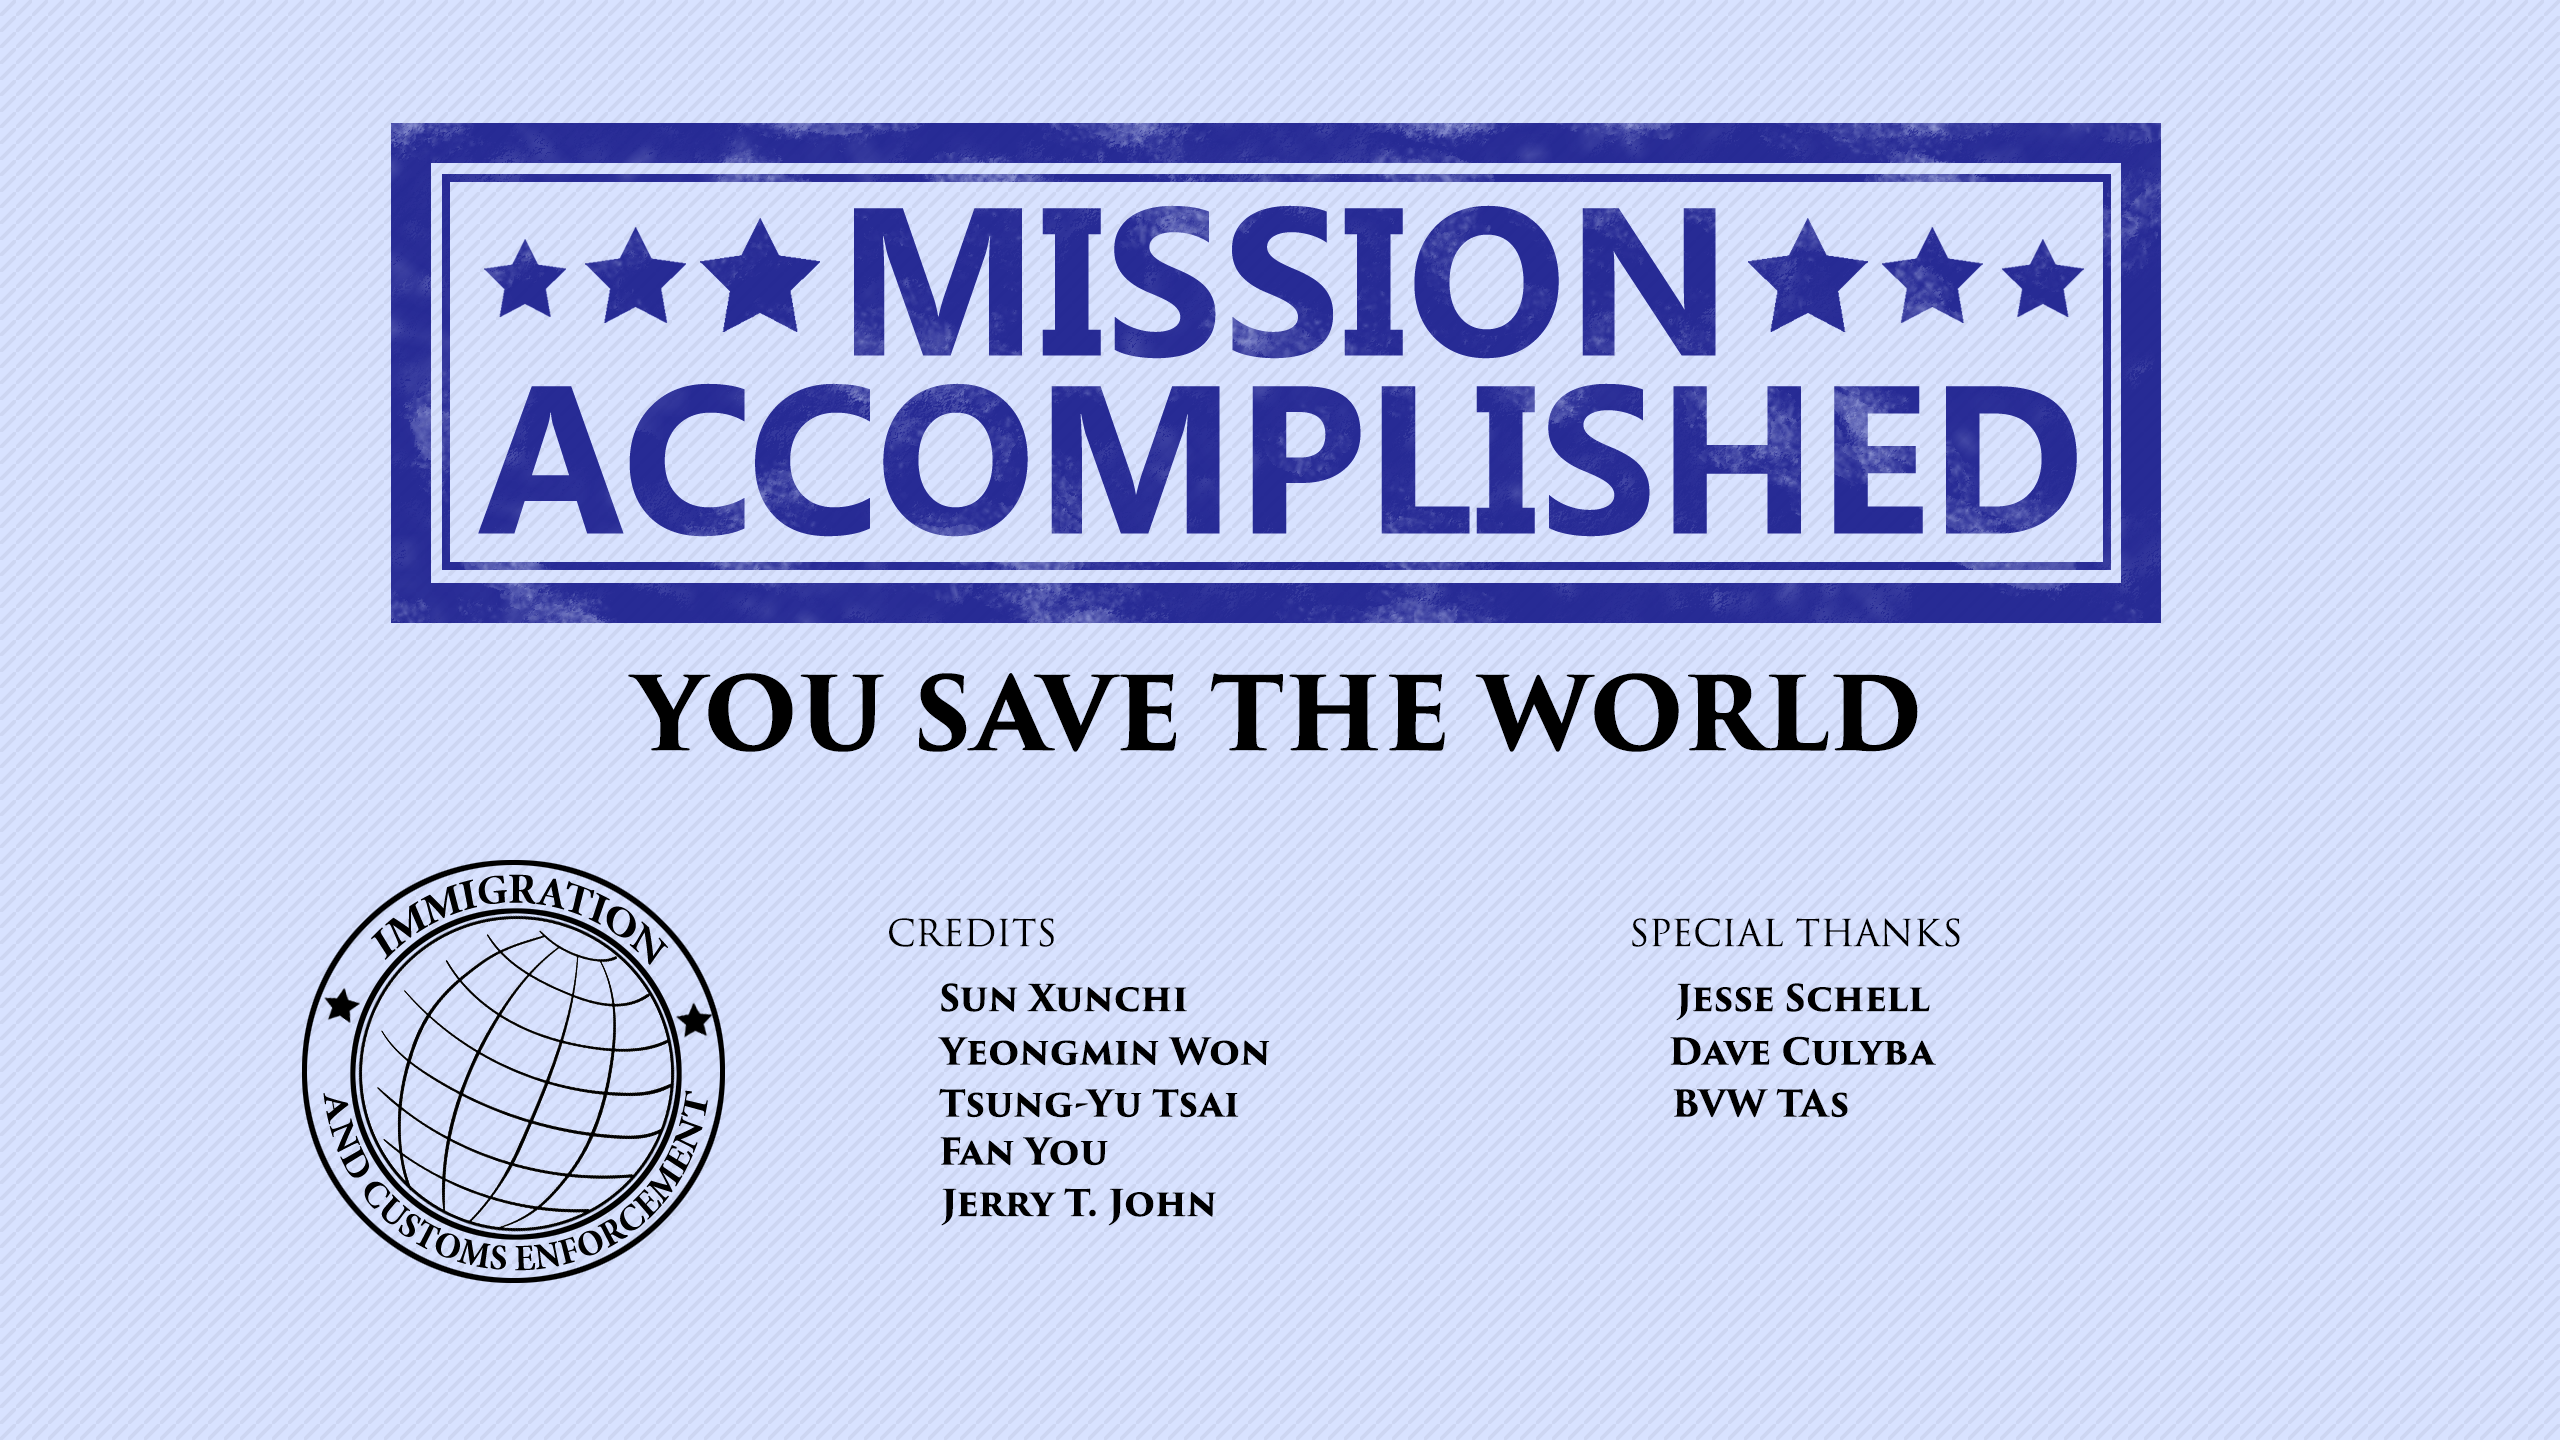 MISSION
ACCOMPLISHED
YOU SAVE THE WORLD
IMMIGRATION
AND CUSTOMS ENFORCEMENT
CREDITS
SUN XUNCHI
YEONGMIN WON
TSUNG-YU TSAI
FAN YOU
JERRY T. JOHN
SPECIAL THANKS
JESSE SCHELL
DAVE CULYBA
BVW TAS